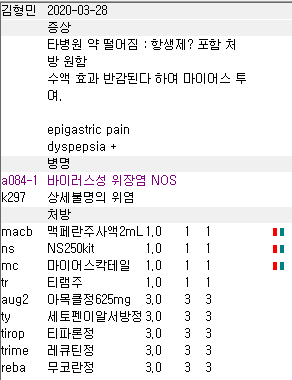 김형민 2020-03-28
증상
타병원 약 떨어짐 : 항생제? 포함 처
방 원함
수액 효과 반감된다 하여 마이어스 투
여.
epigastric pain
dyspepsia +
병명
a084-1 바이러스성 위장염 NOS
k297 상세불명의 위염
처방
macb 맥페란주사액2mL 1.0 1 1
ns NS250kit 1.0 1 1
mc 마이어스칵테일 1.0 1 1
tr 티램주 1.0 1 1
aug2 아목클정625mg 3.0 3 3
ty 세토펜이알서방정 3.0 3 3
tirop 티파론정 3.0 3 3
trime 레큐틴정 3.0 3 3
reba 무코란정 3.0 3 3